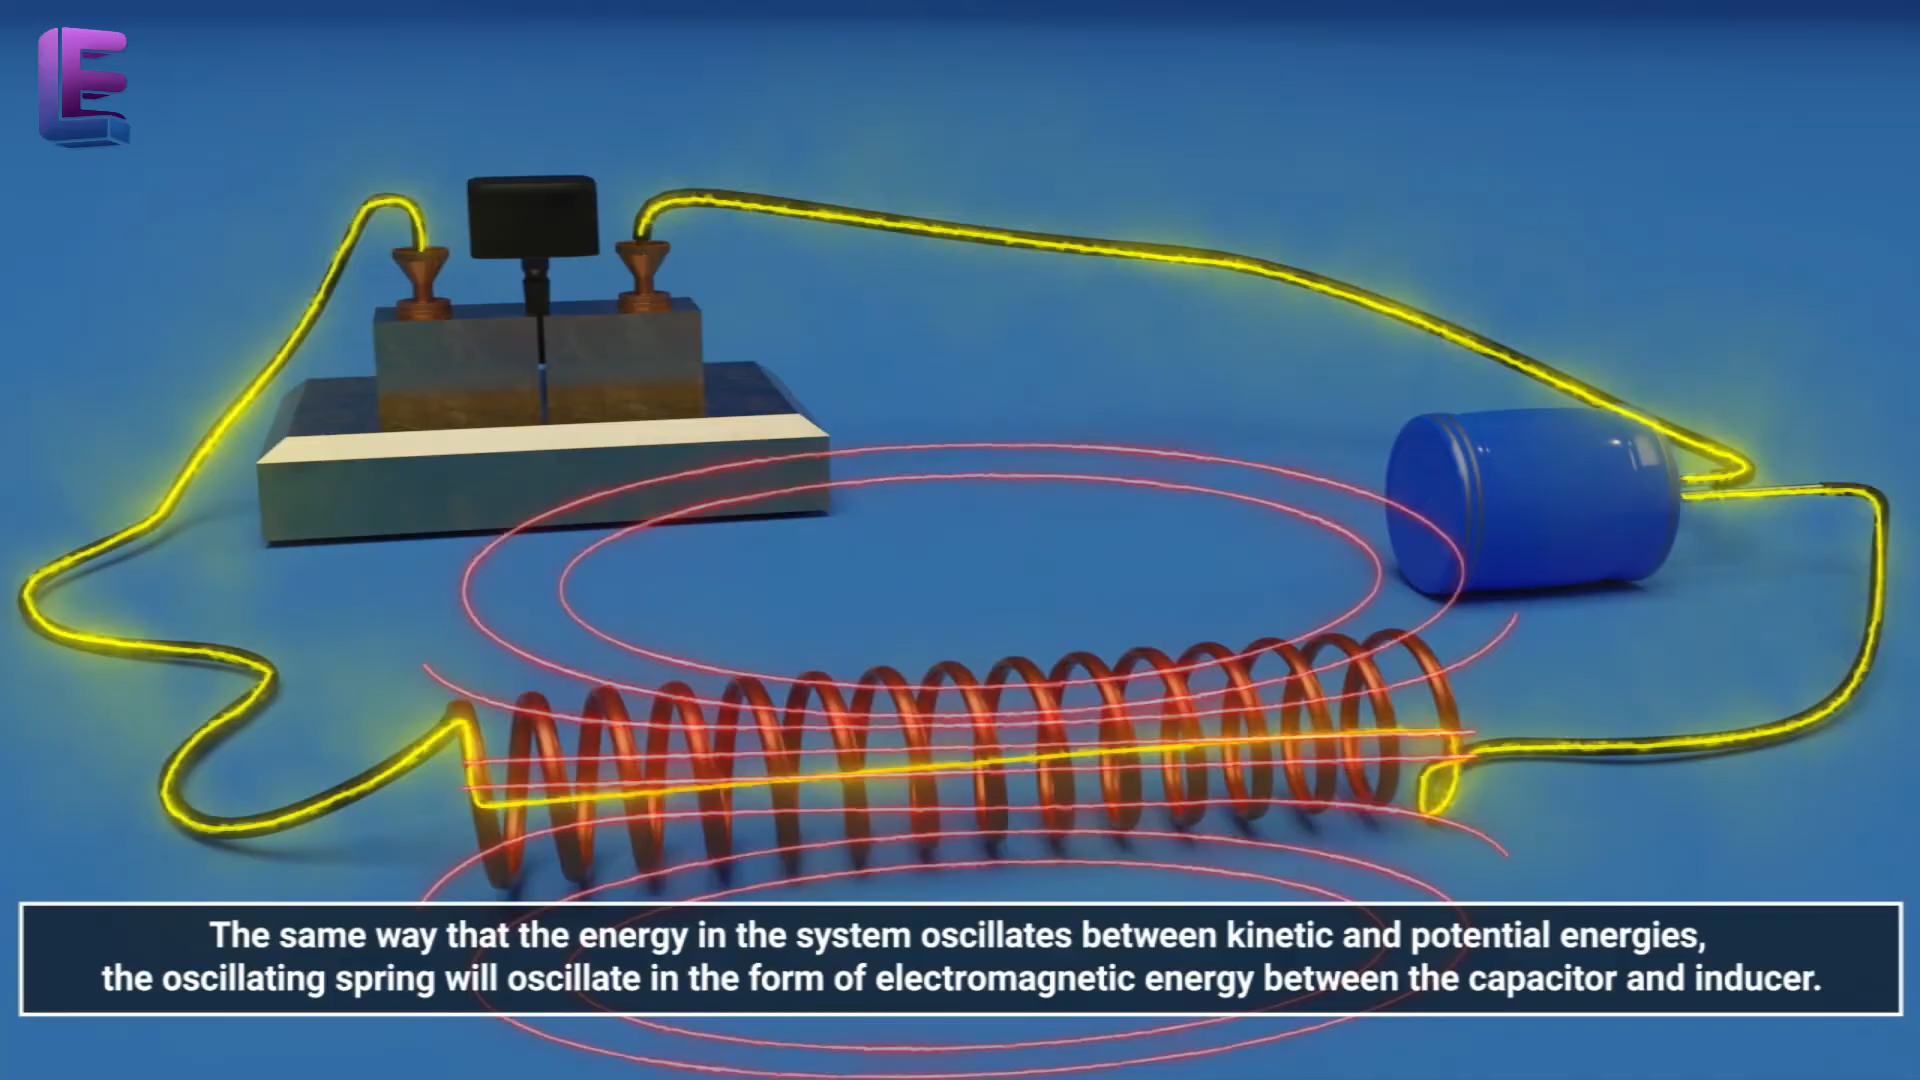 LE
The same way that the energy in the system oscillates between kinetic and potential energies,
the oscillating spring will oscillate in the form of electromagnetic energy between the capacitor and inducer.